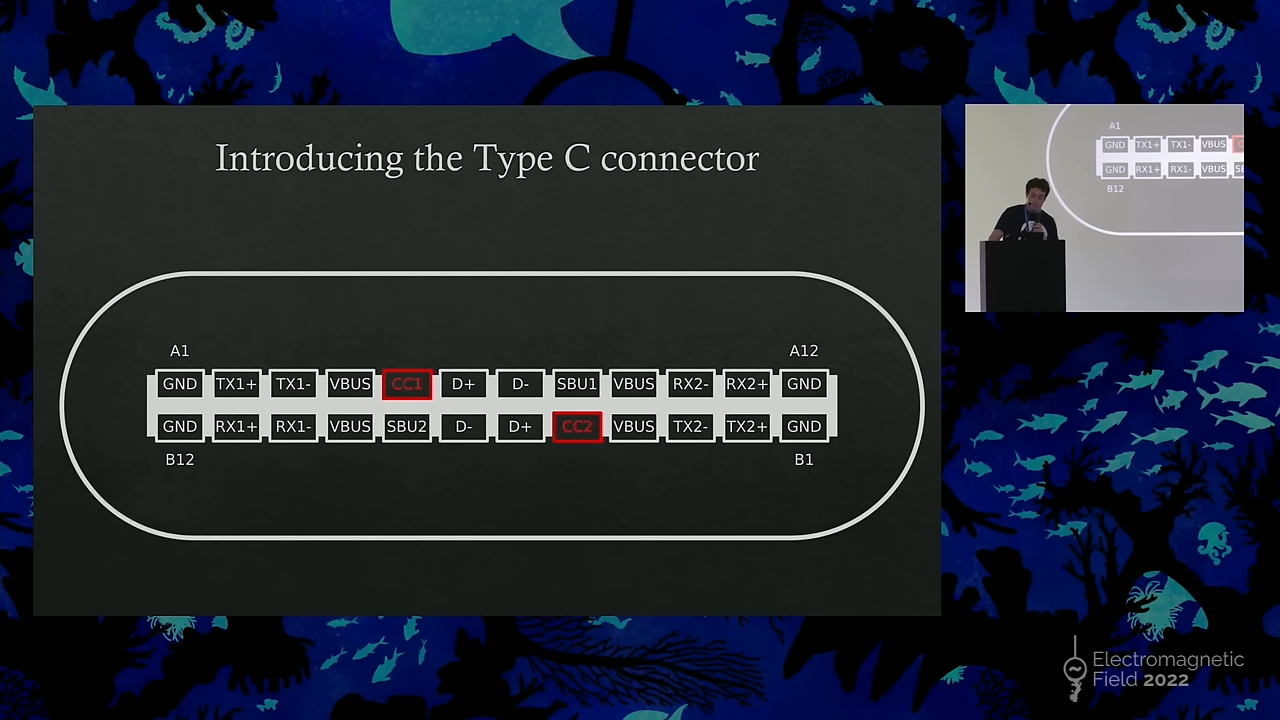 Introducing the Type C connector
A1 A12
GND TX1+ TX1- VBUS CC1 D+ D- SBU1 VBUS RX2- RX2+ GND
GND RX1+ RX1- VBUS SBU2 D- D+ CC2 VBUS TX2- TX2+ GND
B12 B1
A1
GND TX1+ TX1- VBUS
GND RX1+ RX1- VBUS
B12
Electromagnetic
Field 2022